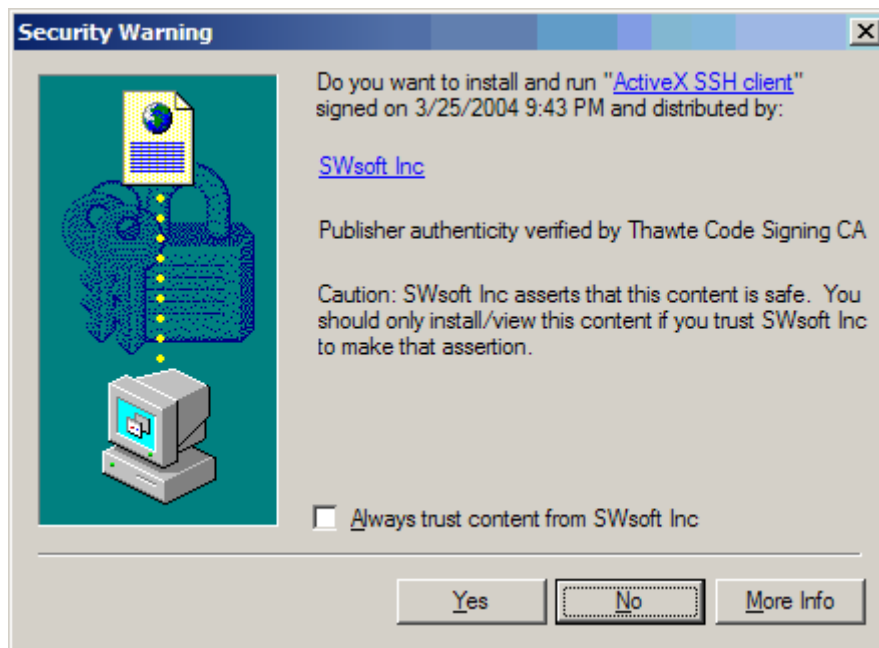 Security Warning
Do you want to install and run "ActiveX SSH client"
signed on 3/25/2004 9:43 PM and distributed by:
SWsoft Inc
Publisher authenticity verified by Thawte Code Signing CA
Caution: SWsoft Inc asserts that this content is safe.  You
should only install/view this content if you trust SWsoft Inc
to make that assertion.
Always trust content from SWsoft Inc
Yes No More Info